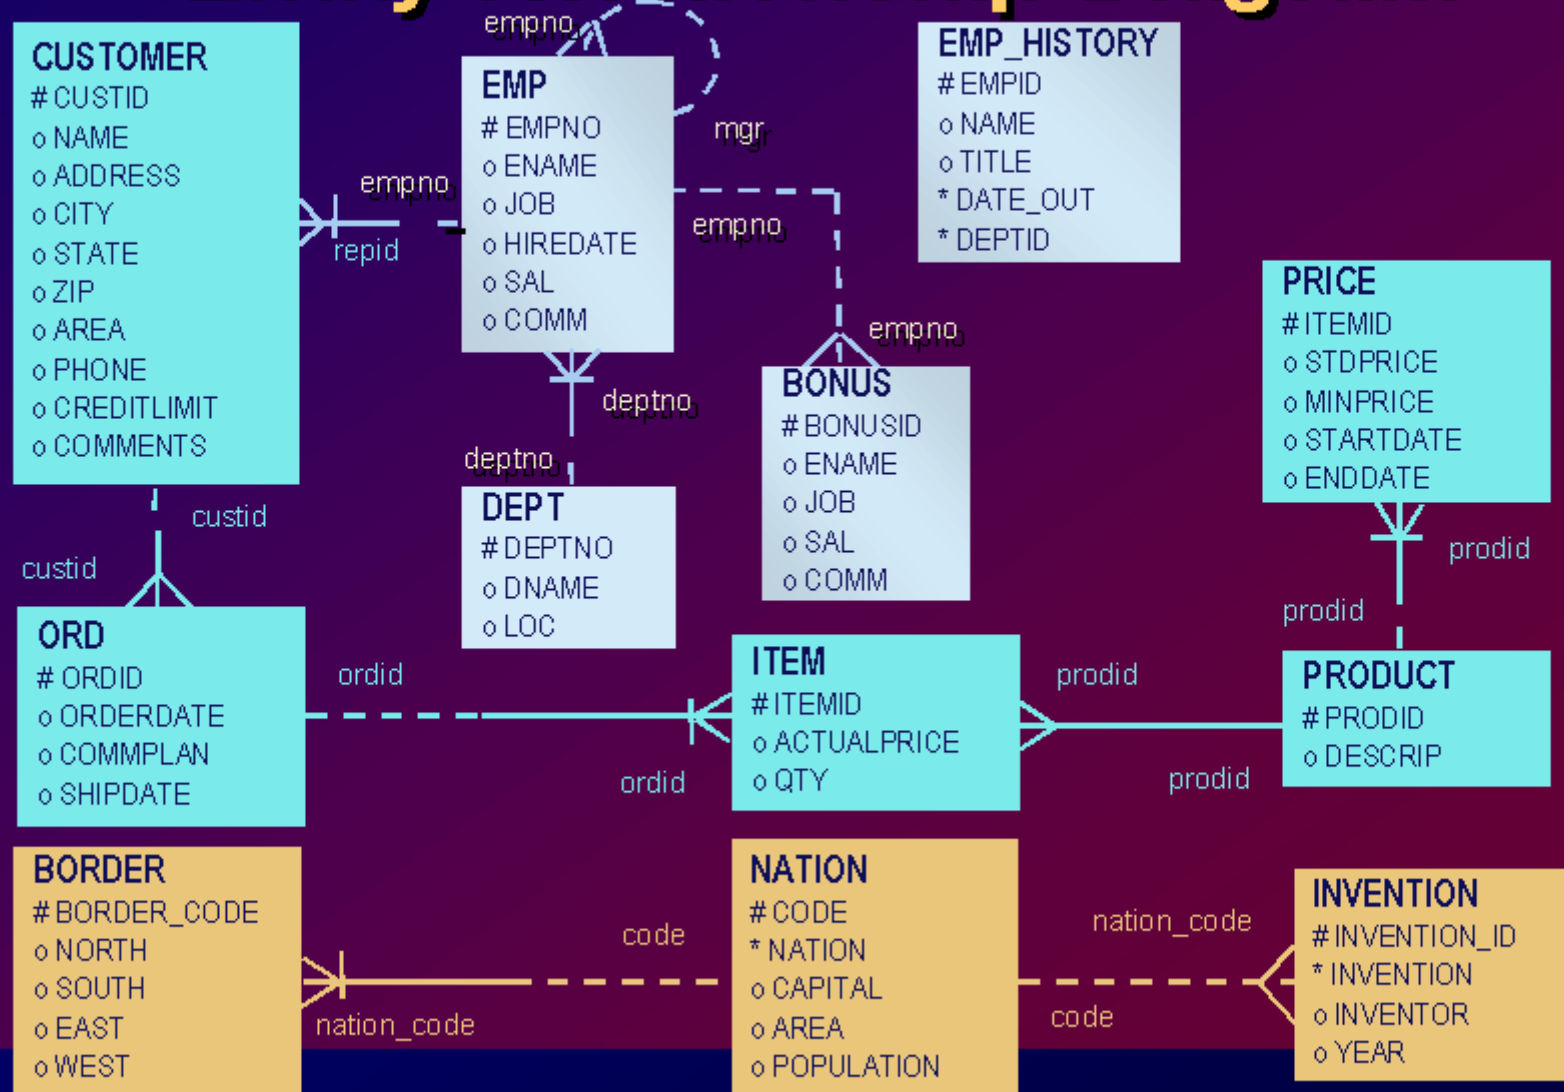 empno
CUSTOMER
# CUSTID
o NAME
o ADDRESS
o CITY
o STATE
o ZIP
o AREA
o PHONE
o CREDITLIMIT
o COMMENTS
empno
repid
EMP
# EMPNO
o ENAME
o JOB
o HIREDATE
o SAL
o COMM
mgr
empno
empno
EMP_HISTORY
# EMPID
o NAME
o TITLE
* DATE_OUT
* DEPTID
PRICE
# ITEMID
o STDPRICE
o MINPRICE
o STARTDATE
o ENDDATE
deptno
deptno
BONUS
# BONUSID
o ENAME
o JOB
o SAL
o COMM
DEPT
# DEPTNO
o DNAME
o LOC
custid
custid
prodid
prodid
ORD
# ORDID
o ORDERDATE
o COMMPLAN
o SHIPDATE
ordid
ordid
ITEM
# ITEMID
o ACTUALPRICE
o QTY
prodid
prodid
PRODUCT
# PRODID
o DESCRIP
BORDER
# BORDER_CODE
o NORTH
o SOUTH
o EAST
o WEST
code
nation_code
NATION
# CODE
* NATION
o CAPITAL
o AREA
o POPULATION
nation_code
code
INVENTION
# INVENTION_ID
* INVENTION
o INVENTOR
o YEAR